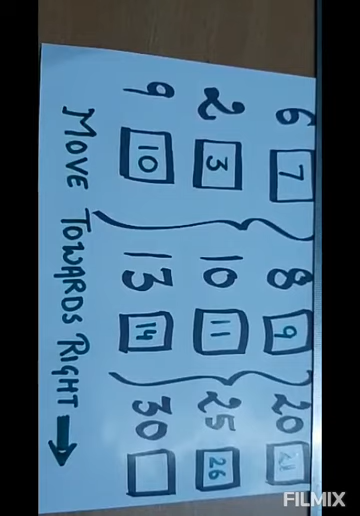 6 [7] } 8 [9] } 20 [21]
2 [3] } 10 [11] } 25 [26]
9 [10] } 13 [14] } 30 [ ]
MOVE TOWARDS RIGHT →
FILMIX